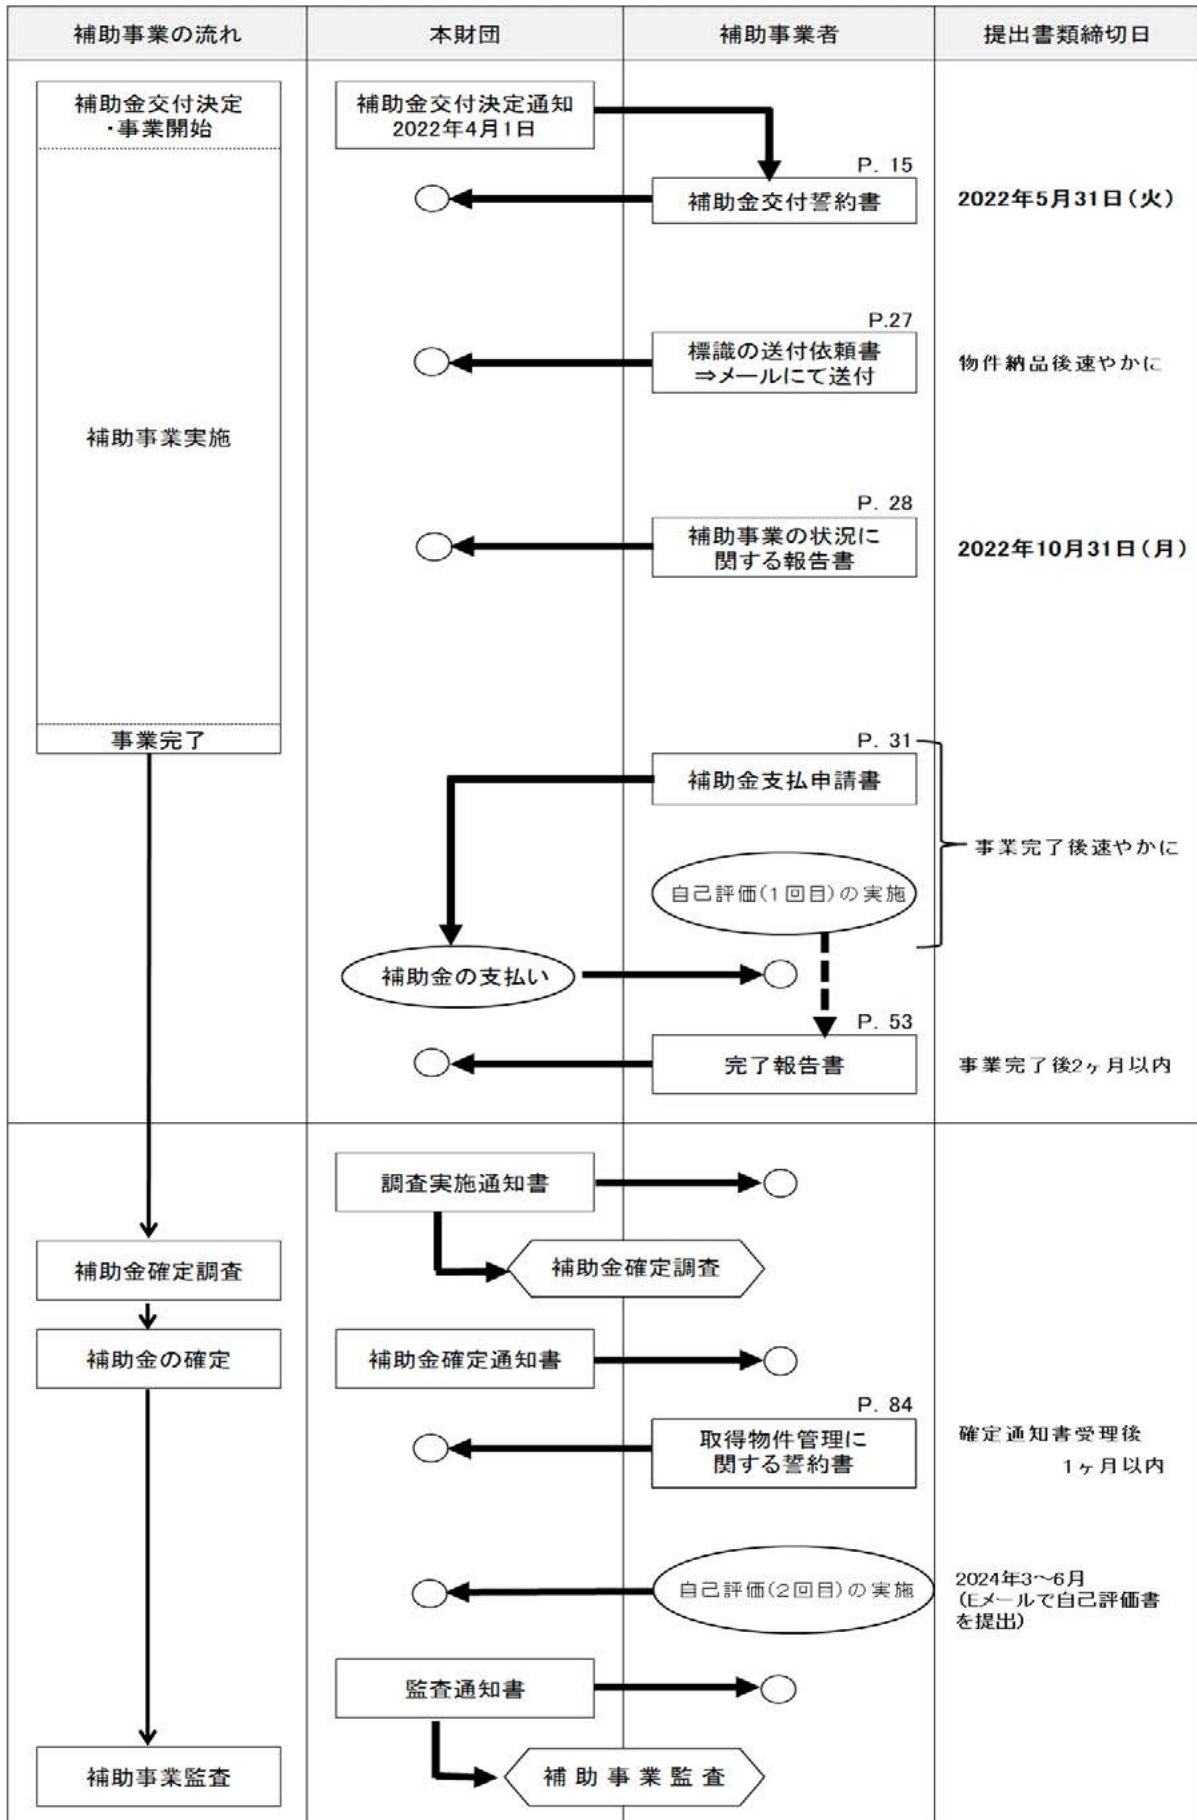 補助事業の流れ
本財団
補助事業者
提出書類締切日
補助金交付決定
・事業開始
補助金交付決定通知
2022年4月1日
P. 15
補助金交付誓約書
2022年5月31日(火)
P.27
標識の送付依頼書
⇒メールにて送付
物件納品後速やかに
補助事業実施
P. 28
補助事業の状況に
関する報告書
2022年10月31日(月)
事業完了
P. 31
補助金支払申請書
事業完了後速やかに
自己評価(1回目)の実施
補助金の支払い
P. 53
完了報告書
事業完了後2ヶ月以内
調査実施通知書
補助金確定調査
補助金確定調査
補助金の確定
補助金確定通知書
P. 84
取得物件管理に
関する誓約書
確定通知書受理後
1ヶ月以内
自己評価(2回目)の実施
2024年3～6月
(Eメールで自己評価書
を提出)
監査通知書
補助事業監査
補助事業監査